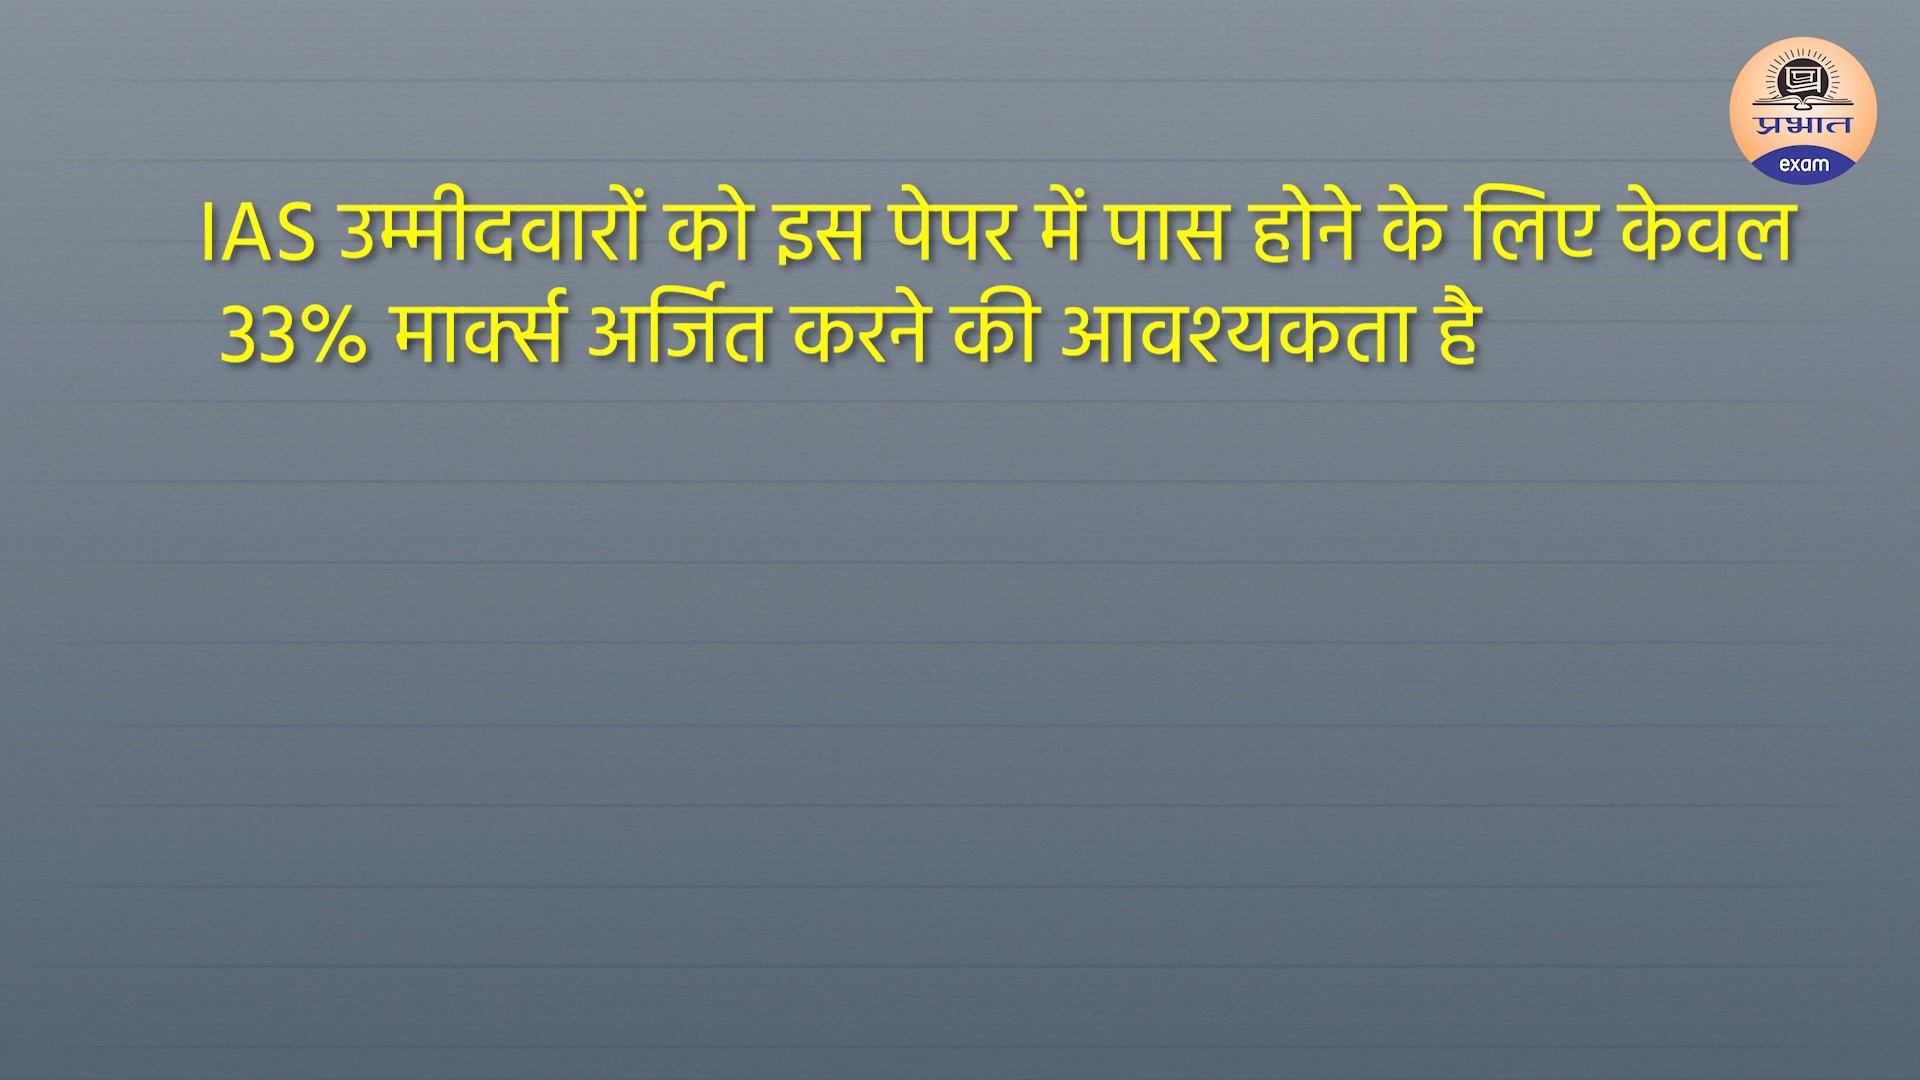 प्रभात
exam
IAS उम्मीदवारों को इस पेपर में पास होने के लिए केवल
33% मार्क्स अर्जित करने की आवश्यकता है